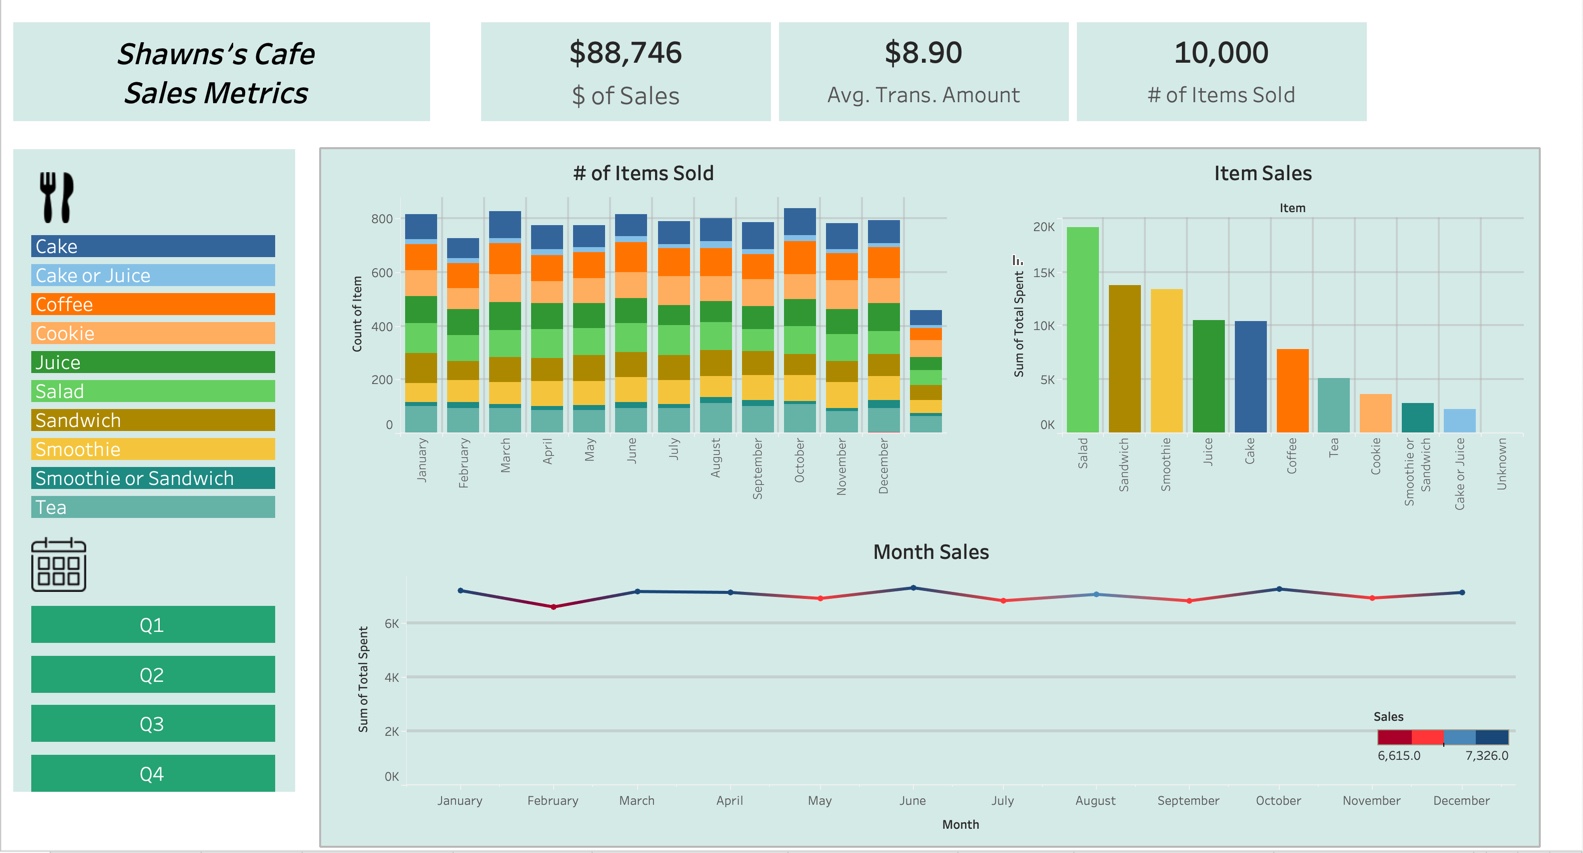 Shawns's Cafe
Sales Metrics
$88,746
$ of Sales
$8.90
Avg. Trans. Amount
10,000
# of Items Sold
Cake
Cake or Juice
Coffee
Cookie
Juice
Salad
Sandwich
Smoothie
Smoothie or Sandwich
Tea
Q1
Q2
Q3
Q4
# of Items Sold
Count of Item
800
600
400
200
0
January
February
March
April
May
June
July
August
September
October
November
December
Item Sales
Item
Sum of Total Spent
20K
15K
10K
5K
0K
Salad
Sandwich
Smoothie
Juice
Cake
Coffee
Tea
Cookie
Smoothie or
Sandwich
Cake or Juice
Unknown
Month Sales
Sum of Total Spent
6K
4K
2K
0K
Sales
6,615.0 7,326.0
January February March April May June July August September October November December
Month